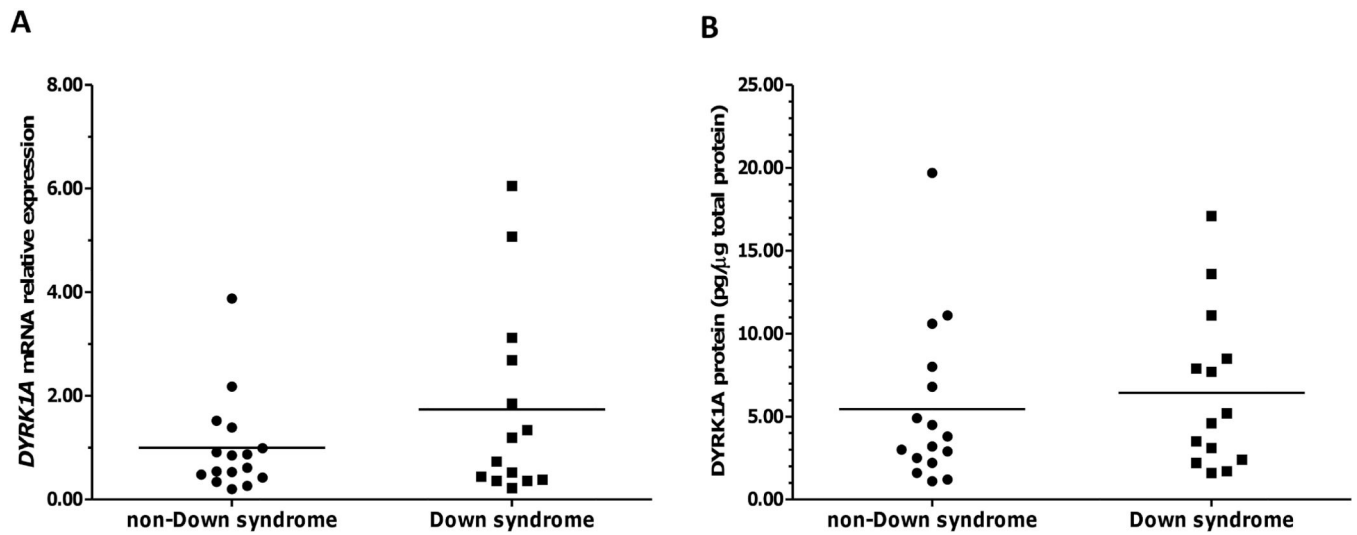 A
DYRK1A mRNA relative expression
8.00
6.00
4.00
2.00
0.00
non-Down syndrome
Down syndrome
B
DYRK1A protein (pg/μg total protein)
25.00
20.00
15.00
10.00
5.00
0.00
non-Down syndrome
Down syndrome